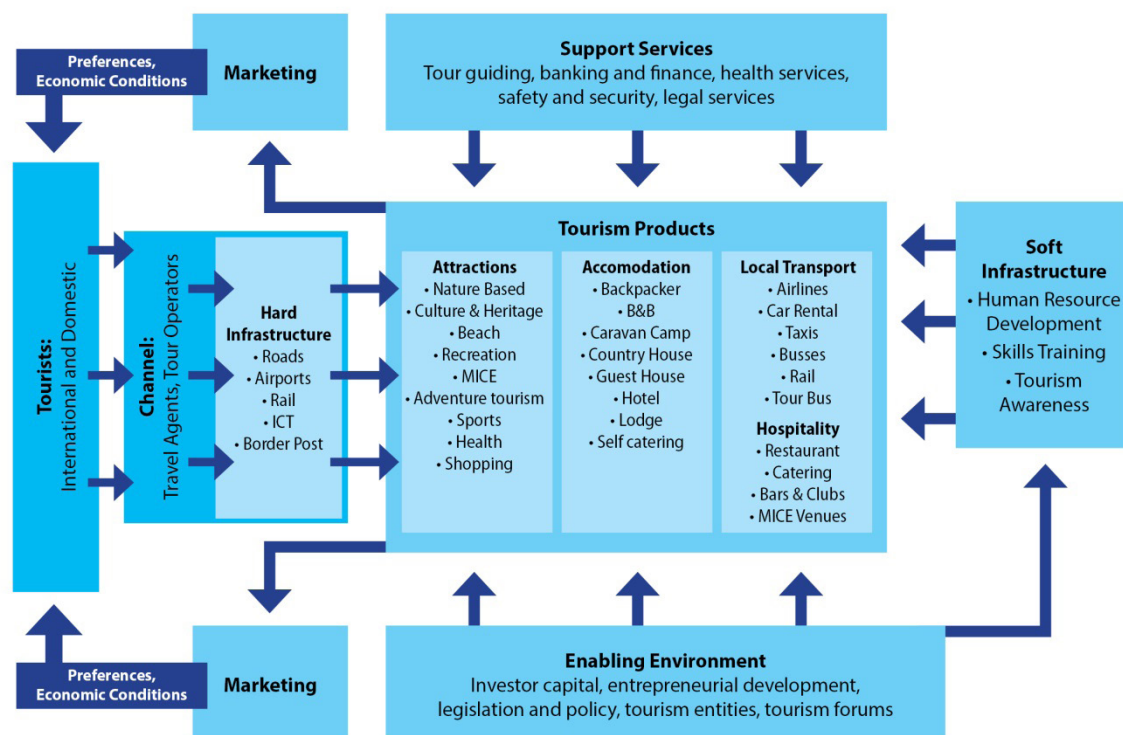 Preferences,
Economic Conditions
Marketing
Support Services
Tour guiding, banking and finance, health services,
safety and security, legal services
Tourists:
International and Domestic
Channel:
Travel Agents, Tour Operators
Hard
Infrastructure
• Roads
• Airports
• Rail
• ICT
• Border Post
Tourism Products
Attractions
• Nature Based
• Culture & Heritage
• Beach
• Recreation
• MICE
• Adventure tourism
• Sports
• Health
• Shopping
Accomodation
• Backpacker
• B&B
• Caravan Camp
• Country House
• Guest House
• Hotel
• Lodge
• Self catering
Local Transport
• Airlines
• Car Rental
• Taxis
• Busses
• Rail
• Tour Bus
Hospitality
• Restaurant
• Catering
• Bars & Clubs
• MICE Venues
Soft
Infrastructure
• Human Resource
Development
• Skills Training
• Tourism
Awareness
Preferences,
Economic Conditions
Marketing
Enabling Environment
Investor capital, entrepreneurial development,
legislation and policy, tourism entities, tourism forums